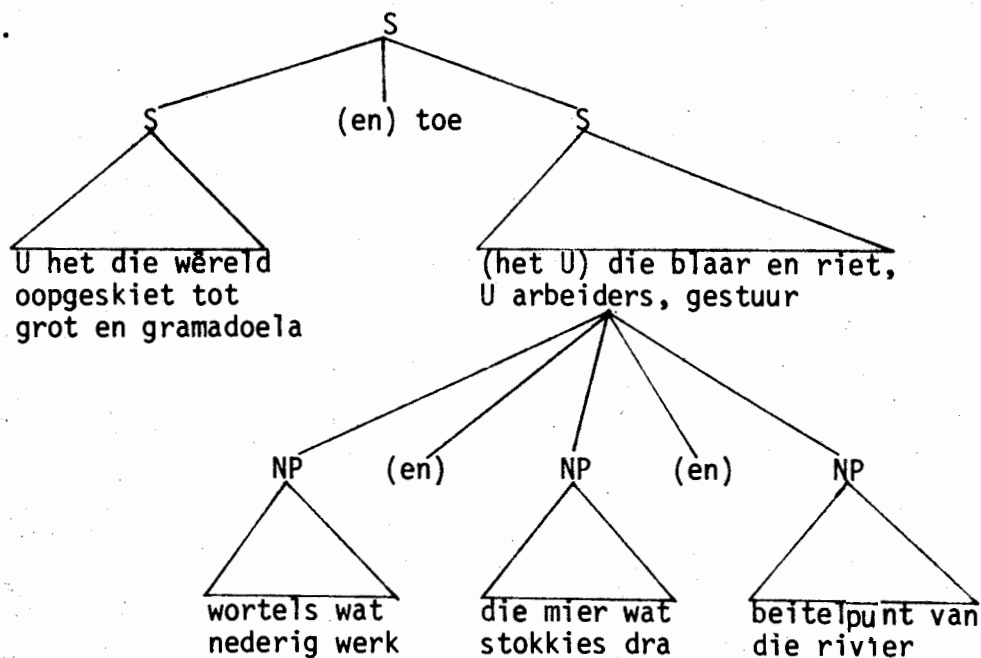 S
S (en) toe S
U het die wêreld
oopgeskiet tot
grot en gramadoela
(het U) die blaar en riet,
U arbeiders, gestuur
NP (en) NP (en) NP
wortels wat
nederig werk
die mier wat
stokkies dra
beitelpunt van
die rivier